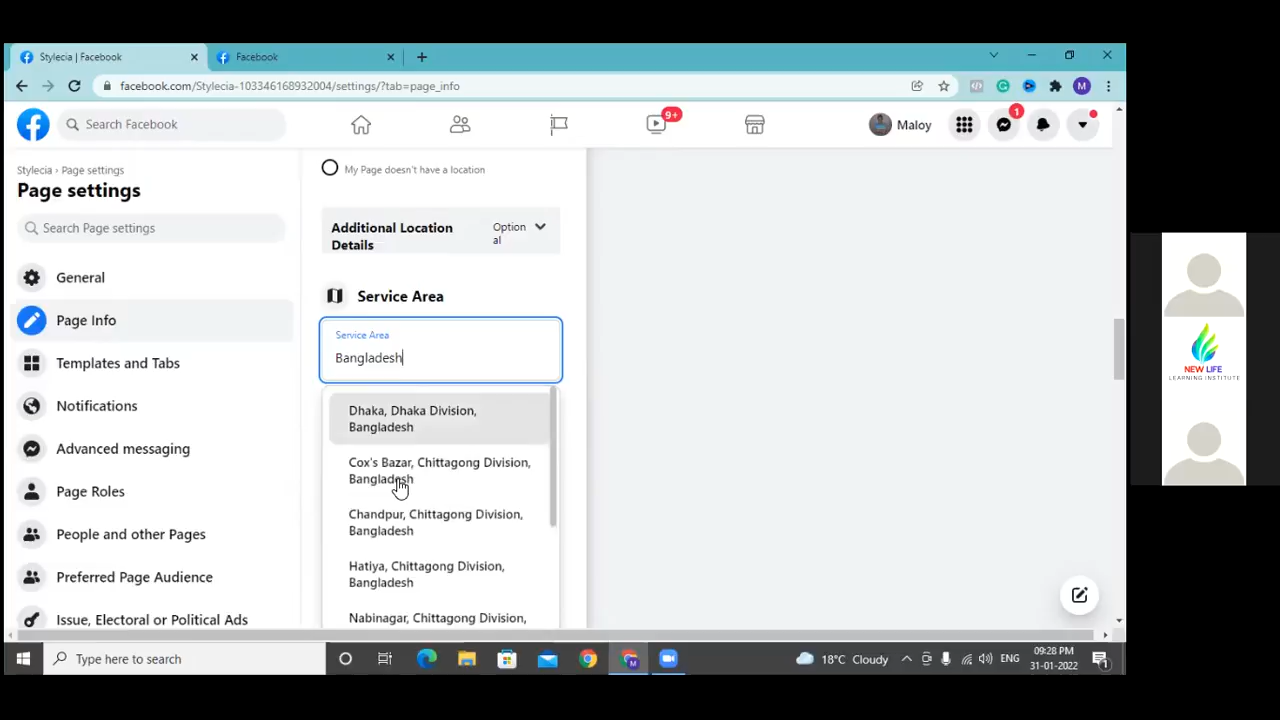 Stylecia | Facebook
Facebook
facebook.com/Stylecia-103346168932004/settings/?tab=page_info
M
Search Facebook
9+
Maloy
1
Stylecia › Page settings
Page settings
Search Page settings
General
Page Info
Templates and Tabs
Notifications
Advanced messaging
Page Roles
People and other Pages
Preferred Page Audience
Issue, Electoral or Political Ads
My Page doesn't have a location
Additional Location
Details
Option
al
Service Area
Service Area
Bangladesh
Dhaka, Dhaka Division,
Bangladesh
Cox's Bazar, Chittagong Division,
Bangladesh
Chandpur, Chittagong Division,
Bangladesh
Hatiya, Chittagong Division,
Bangladesh
Nabinagar, Chittagong Division,
NEW LIFE
LEARNING INSTITUTE
Type here to search
M
18°C Cloudy
ENG
09:28 PM
31-01-2022
1